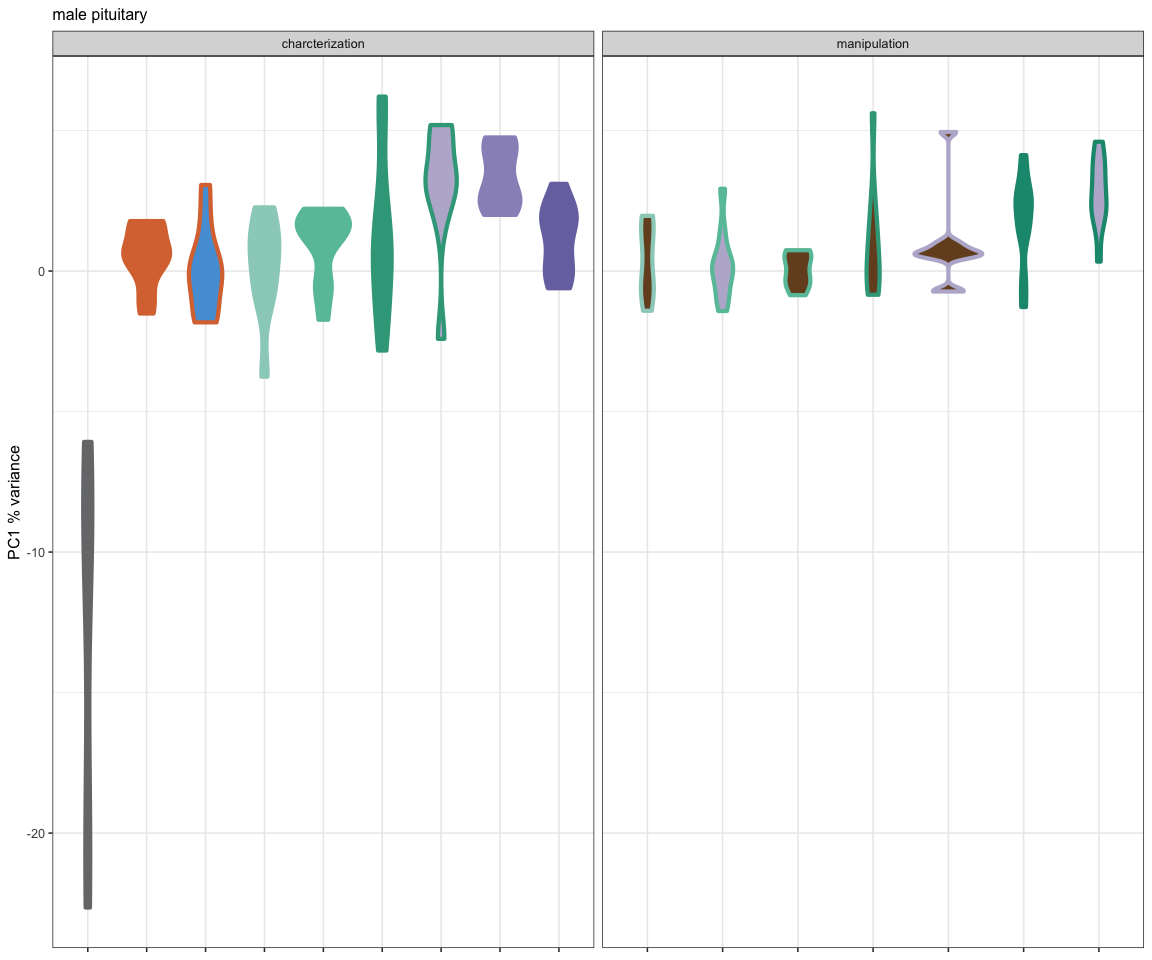 male pituitary
charcterization
manipulation
PC1 % variance
0
-10
-20